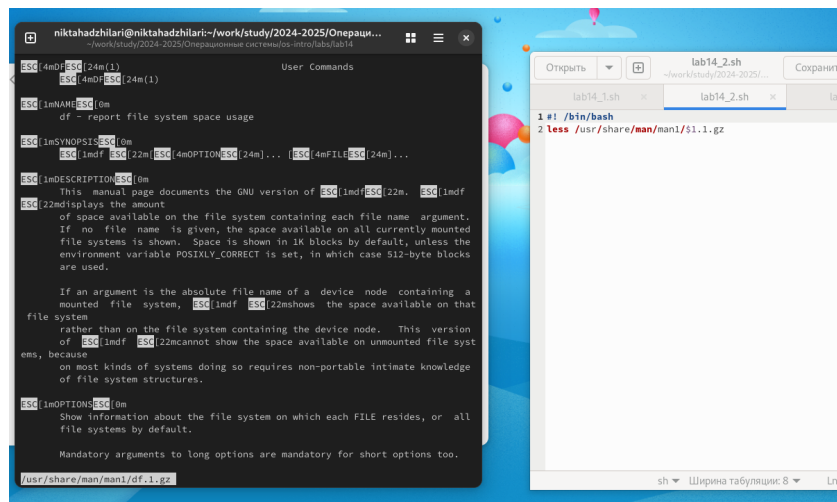 niktahadzhilari@niktahadzhilari:~/work/study/2024-2025/Операци...
~/work/study/2024-2025/Операционные системы/os-intro/labs/lab14
ESC[4mDFESC[24m(1) User Commands
ESC[4mDFESC[24m(1)
ESC[1mNAMEESC[0m
df - report file system space usage
ESC[1mSYNOPSISESC[0m
ESC[1mdf ESC[22m[ESC[4mOPTIONESC[24m]... [ESC[4mFILEESC[24m]...
ESC[1mDESCRIPTIONESC[0m
This manual page documents the GNU version of ESC[1mdfESC[22m. ESC[1mdf
ESC[22mdisplays the amount
of space available on the file system containing each file name argument.
If no file name is given, the space available on all currently mounted
file systems is shown. Space is shown in 1K blocks by default, unless the
environment variable POSIXLY_CORRECT is set, in which case 512-byte blocks
are used.
If an argument is the absolute file name of a device node containing a
mounted file system, ESC[1mdf ESC[22mshows the space available on that
file system
rather than on the file system containing the device node. This version
of ESC[1mdf ESC[22mcannot show the space available on unmounted file syst
ems, because
on most kinds of systems doing so requires non-portable intimate knowledge
of file system structures.
ESC[1mOPTIONSESC[0m
Show information about the file system on which each FILE resides, or all
file systems by default.
Mandatory arguments to long options are mandatory for short options too.
/usr/share/man/man1/df.1.gz
Открыть lab14_2.sh Сохранит
~/work/study/2024-2025/...
lab14_1.sh lab14_2.sh la
1 #! /bin/bash
2 less /usr/share/man/man1/$1.1.gz
sh Ширина табуляции: 8 Ln